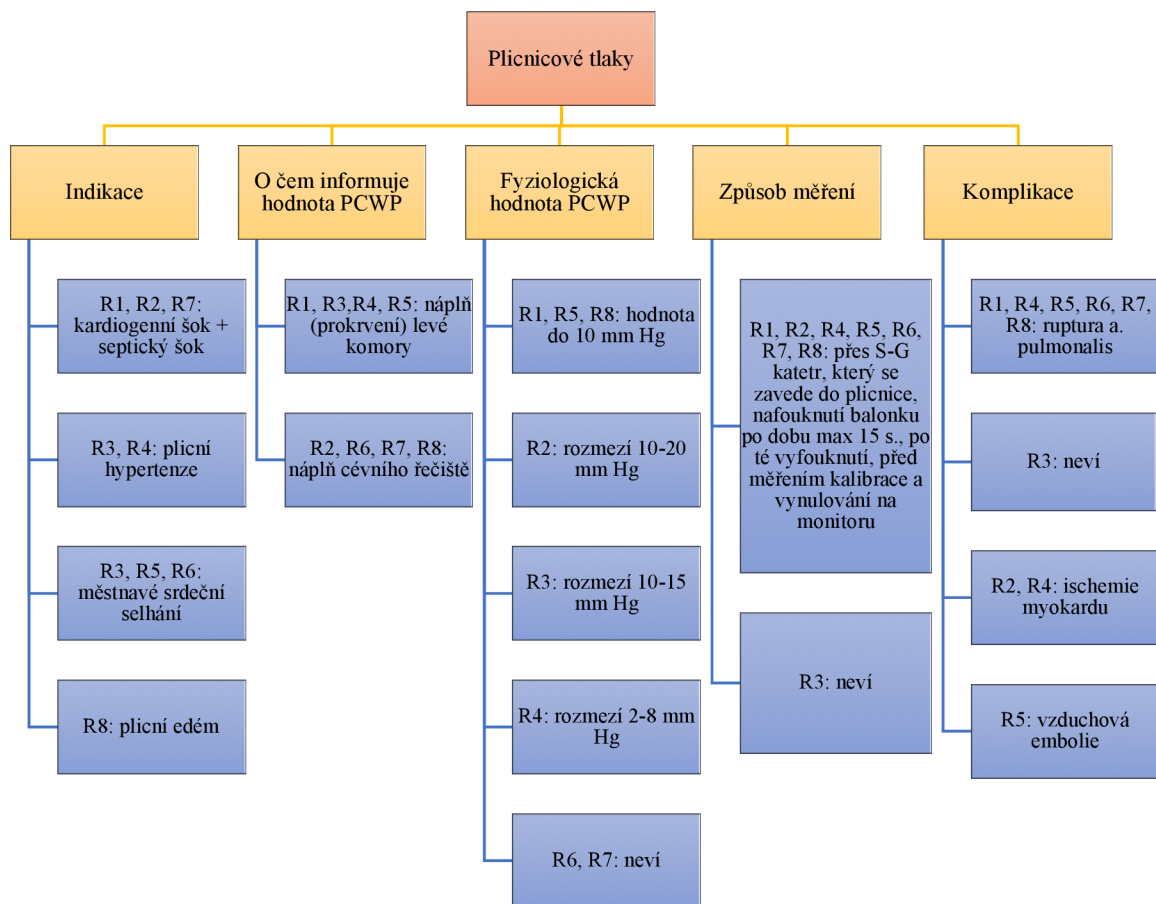 Plicnicové tlaky
Indikace
R1, R2, R7:
kardiogenní šok +
septický šok
R3, R4: plicní
hypertenze
R3, R5, R6:
městnavé srdeční
selhání
R8: plicní edém
O čem informuje
hodnota PCWP
R1, R3,R4, R5: náplň
(prokrvení) levé
komory
R2, R6, R7, R8:
náplň cévního řečiště
Fyziologická
hodnota PCWP
R1, R5, R8: hodnota
do 10 mm Hg
R2: rozmezí 10-20
mm Hg
R3: rozmezí 10-15
mm Hg
R4: rozmezí 2-8 mm
Hg
R6, R7: neví
Způsob měření
R1, R2, R4, R5, R6,
R7, R8: přes S-G
katetr, který se
zavede do plicnice,
nafouknutí balonku
po dobu max 15 s., po
té vyfouknutí, před
měřením kalibrace a
vynulování na
monitoru
R3: neví
Komplikace
R1, R4, R5, R6, R7,
R8: ruptura a.
pulmonalis
R3: neví
R2, R4: ischemie
myokardu
R5: vzduchová
embolie